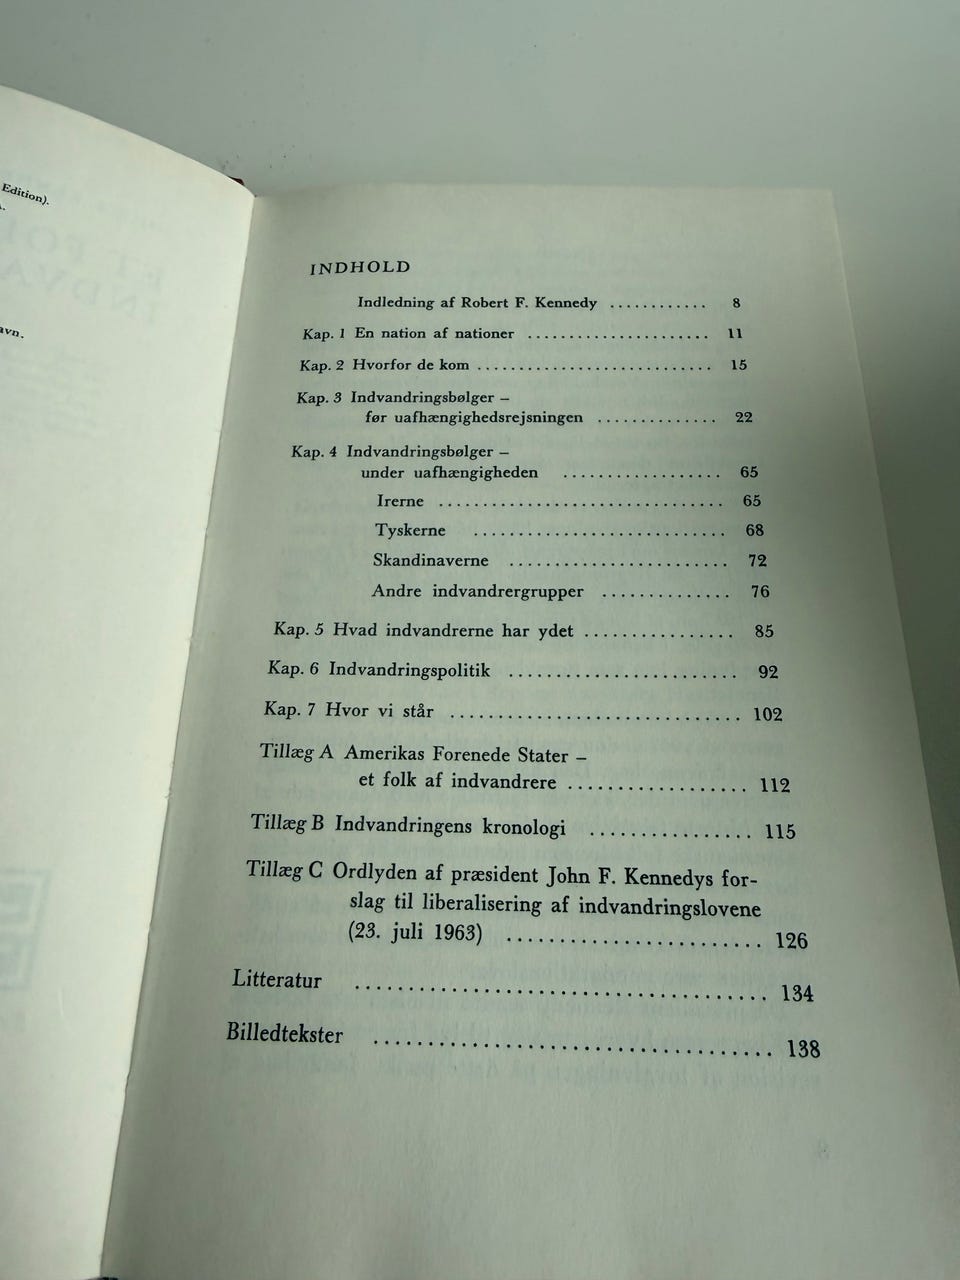 Edition).
avn.
INDHOLD
Indledning af Robert F. Kennedy ............ 8
Kap. 1 En nation af nationer ...................... 11
Kap. 2 Hvorfor de kom ............................ 15
Kap. 3 Indvandringsbølger –
før uafhængighedsrejsningen .............. 22
Kap. 4 Indvandringsbølger –
under uafhængigheden ................... 65
Irerne ............................... 65
Tyskerne ........................... 68
Skandinaverne ....................... 72
Andre indvandrergrupper .............. 76
Kap. 5 Hvad indvandrerne har ydet ................ 85
Kap. 6 Indvandringspolitik ........................ 92
Kap. 7 Hvor vi står .............................. 102
Tillæg A Amerikas Forenede Stater –
et folk af indvandrere .................. 112
Tillæg B Indvandringens kronologi ................ 115
Tillæg C Ordlyden af præsident John F. Kennedys for-
slag til liberalisering af indvandringslovene
(23. juli 1963) ........................ 126
Litteratur ...................................... 134
Billedtekster .................................... 138